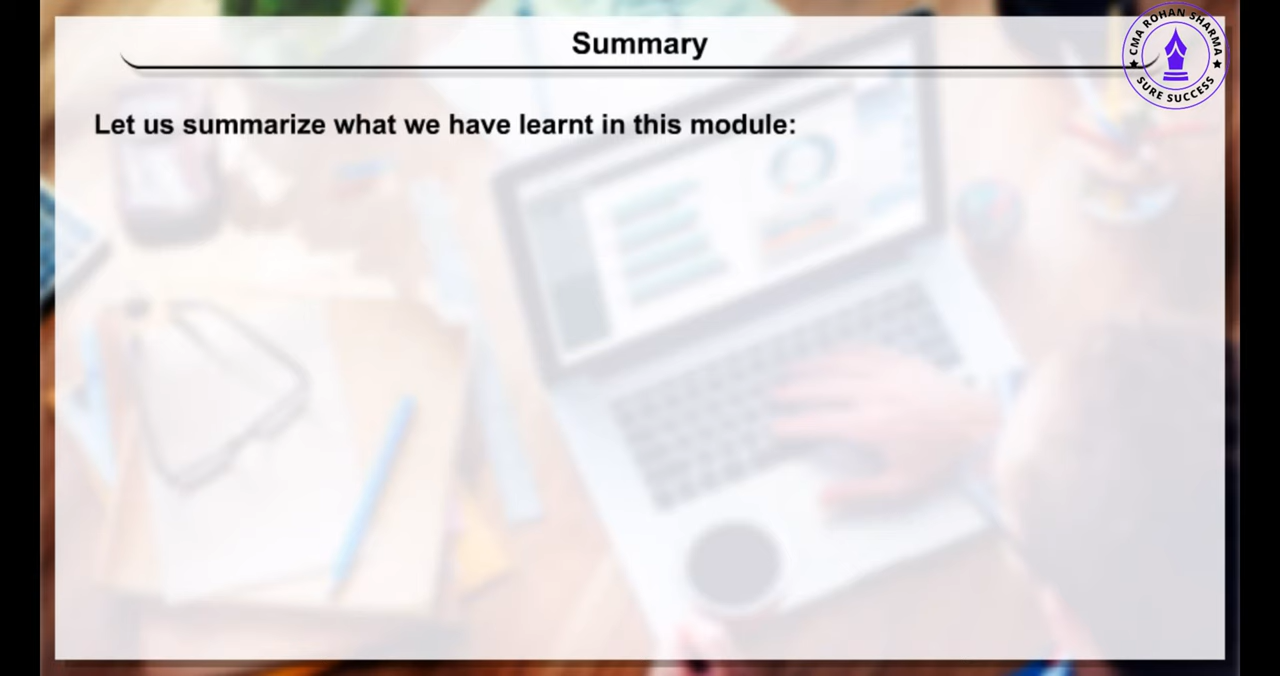 Summary
CMA ROHAN SHARMA
SURE SUCCESS
Let us summarize what we have learnt in this module: